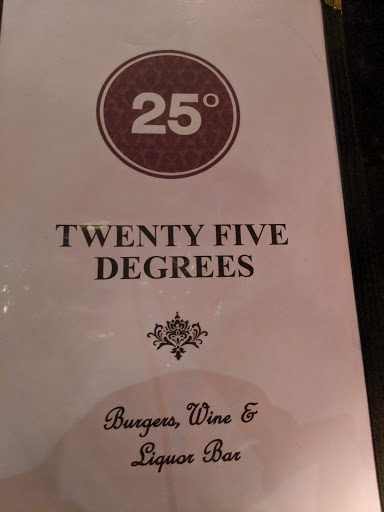 25°
TWENTY FIVE
DEGREES
Burgers, Wine &
Liquor Bar